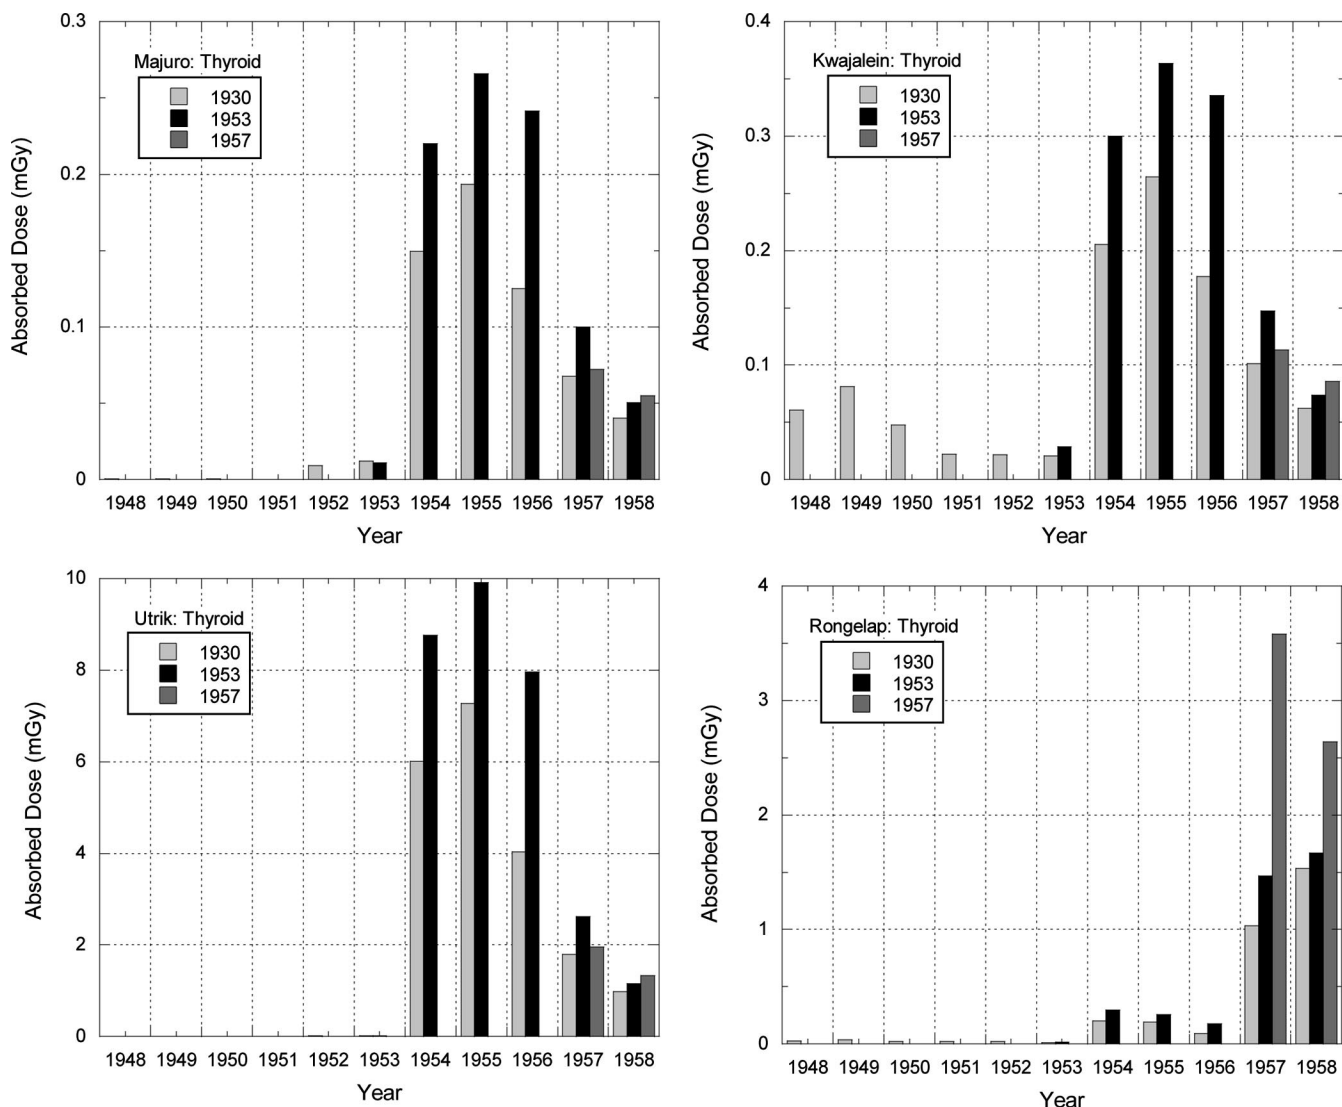 Majuro: Thyroid
1930
1953
1957
0.3
0.2
0.1
0
Absorbed Dose (mGy)
1948 1949 1950 1951 1952 1953 1954 1955 1956 1957 1958
Year
Kwajalein: Thyroid
1930
1953
1957
0.4
0.3
0.2
0.1
0
Absorbed Dose (mGy)
1948 1949 1950 1951 1952 1953 1954 1955 1956 1957 1958
Year
Utrik: Thyroid
1930
1953
1957
10
8
6
4
2
0
Absorbed Dose (mGy)
1948 1949 1950 1951 1952 1953 1954 1955 1956 1957 1958
Year
Rongelap: Thyroid
1930
1953
1957
4
3
2
1
0
Absorbed Dose (mGy)
1948 1949 1950 1951 1952 1953 1954 1955 1956 1957 1958
Year